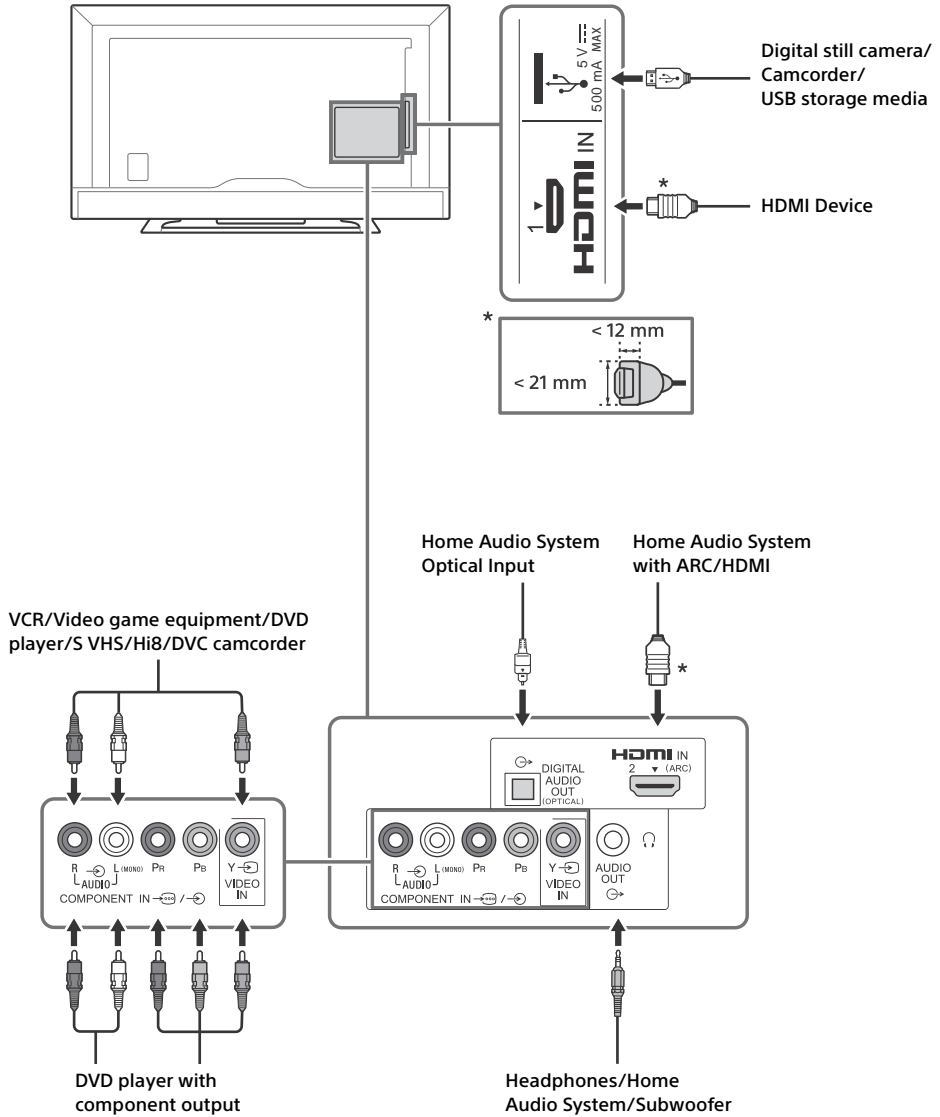 5 V
500 mA MAX
Digital still camera/
Camcorder/
USB storage media
1
HDMI IN
*
HDMI Device
*
< 12 mm
< 21 mm
Home Audio System
Optical Input
Home Audio System
with ARC/HDMI
VCR/Video game equipment/DVD
player/S VHS/Hi8/DVC camcorder
*
HDMI IN
2 (ARC)
DIGITAL
AUDIO
OUT
(OPTICAL)
R L (MONO) PR PB Y
AUDIO
VIDEO
IN
COMPONENT IN /
R L (MONO) PR PB Y
AUDIO
VIDEO
IN
COMPONENT IN /
AUDIO
OUT
DVD player with
component output
Headphones/Home
Audio System/Subwoofer